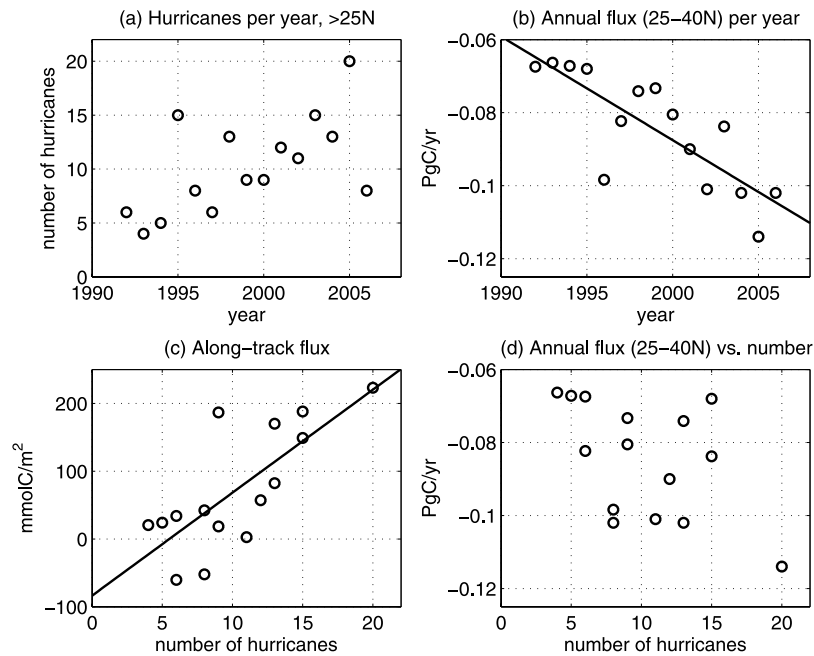 (a) Hurricanes per year, >25N
number of hurricanes
20
15
10
5
0
1990 1995 2000 2005
year
(b) Annual flux (25−40N) per year
PgC/yr
−0.06
−0.08
−0.1
−0.12
1990 1995 2000 2005
year
(c) Along−track flux
mmolC/m²
200
100
0
−100
0 5 10 15 20
number of hurricanes
(d) Annual flux (25−40N) vs. number
PgC/yr
−0.06
−0.08
−0.1
−0.12
0 5 10 15 20
number of hurricanes